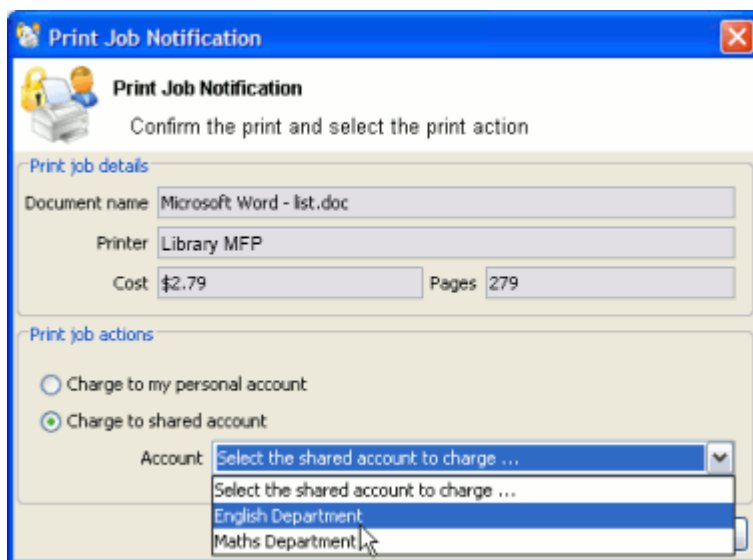 Print Job Notification
Print Job Notification
Confirm the print and select the print action
Print job details
Document name Microsoft Word - list.doc
Printer Library MFP
Cost $2.79 Pages 279
Print job actions
Charge to my personal account
Charge to shared account
Account Select the shared account to charge ...
Select the shared account to charge ...
English Department
Maths Department